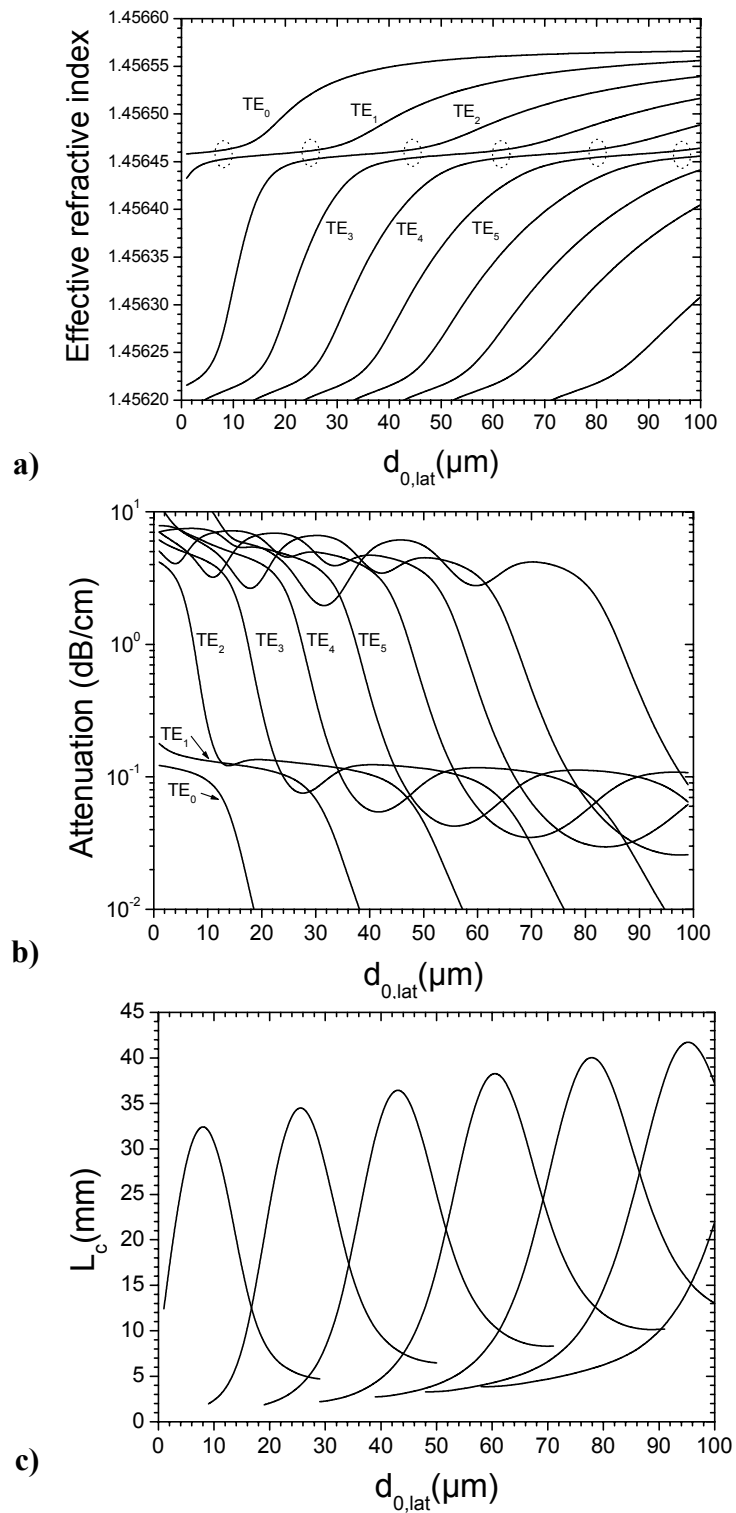 1.45660
1.45655
1.45650
1.45645
1.45640
1.45635
1.45630
1.45625
1.45620
Effective refractive index
TE0
TE1
TE2
TE3
TE4
TE5
0 10 20 30 40 50 60 70 80 90 100
d0,lat(µm)
a)
10^1
10^0
10^-1
10^-2
Attenuation (dB/cm)
TE2
TE3
TE4
TE5
TE1
TE0
0 10 20 30 40 50 60 70 80 90 100
d0,lat(µm)
b)
45
40
35
30
25
20
15
10
5
0
Lc(mm)
0 10 20 30 40 50 60 70 80 90 100
d0,lat(µm)
c)